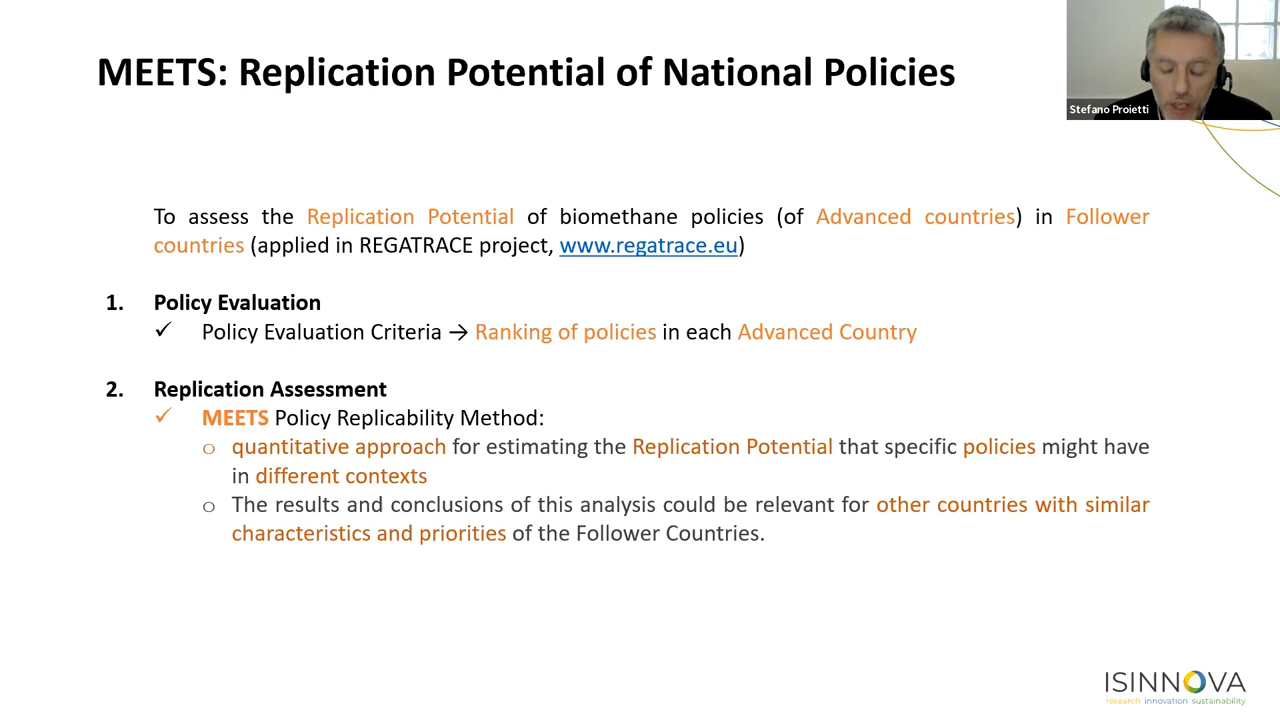 MEETS: Replication Potential of National Policies
Stefano Proietti
To assess the Replication Potential of biomethane policies (of Advanced countries) in Follower
countries (applied in REGATRACE project, www.regatrace.eu)
1. Policy Evaluation
✓ Policy Evaluation Criteria → Ranking of policies in each Advanced Country
2. Replication Assessment
✓ MEETS Policy Replicability Method:
o quantitative approach for estimating the Replication Potential that specific policies might have
in different contexts
o The results and conclusions of this analysis could be relevant for other countries with similar
characteristics and priorities of the Follower Countries.
ISINNOVA
research innovation sustainability